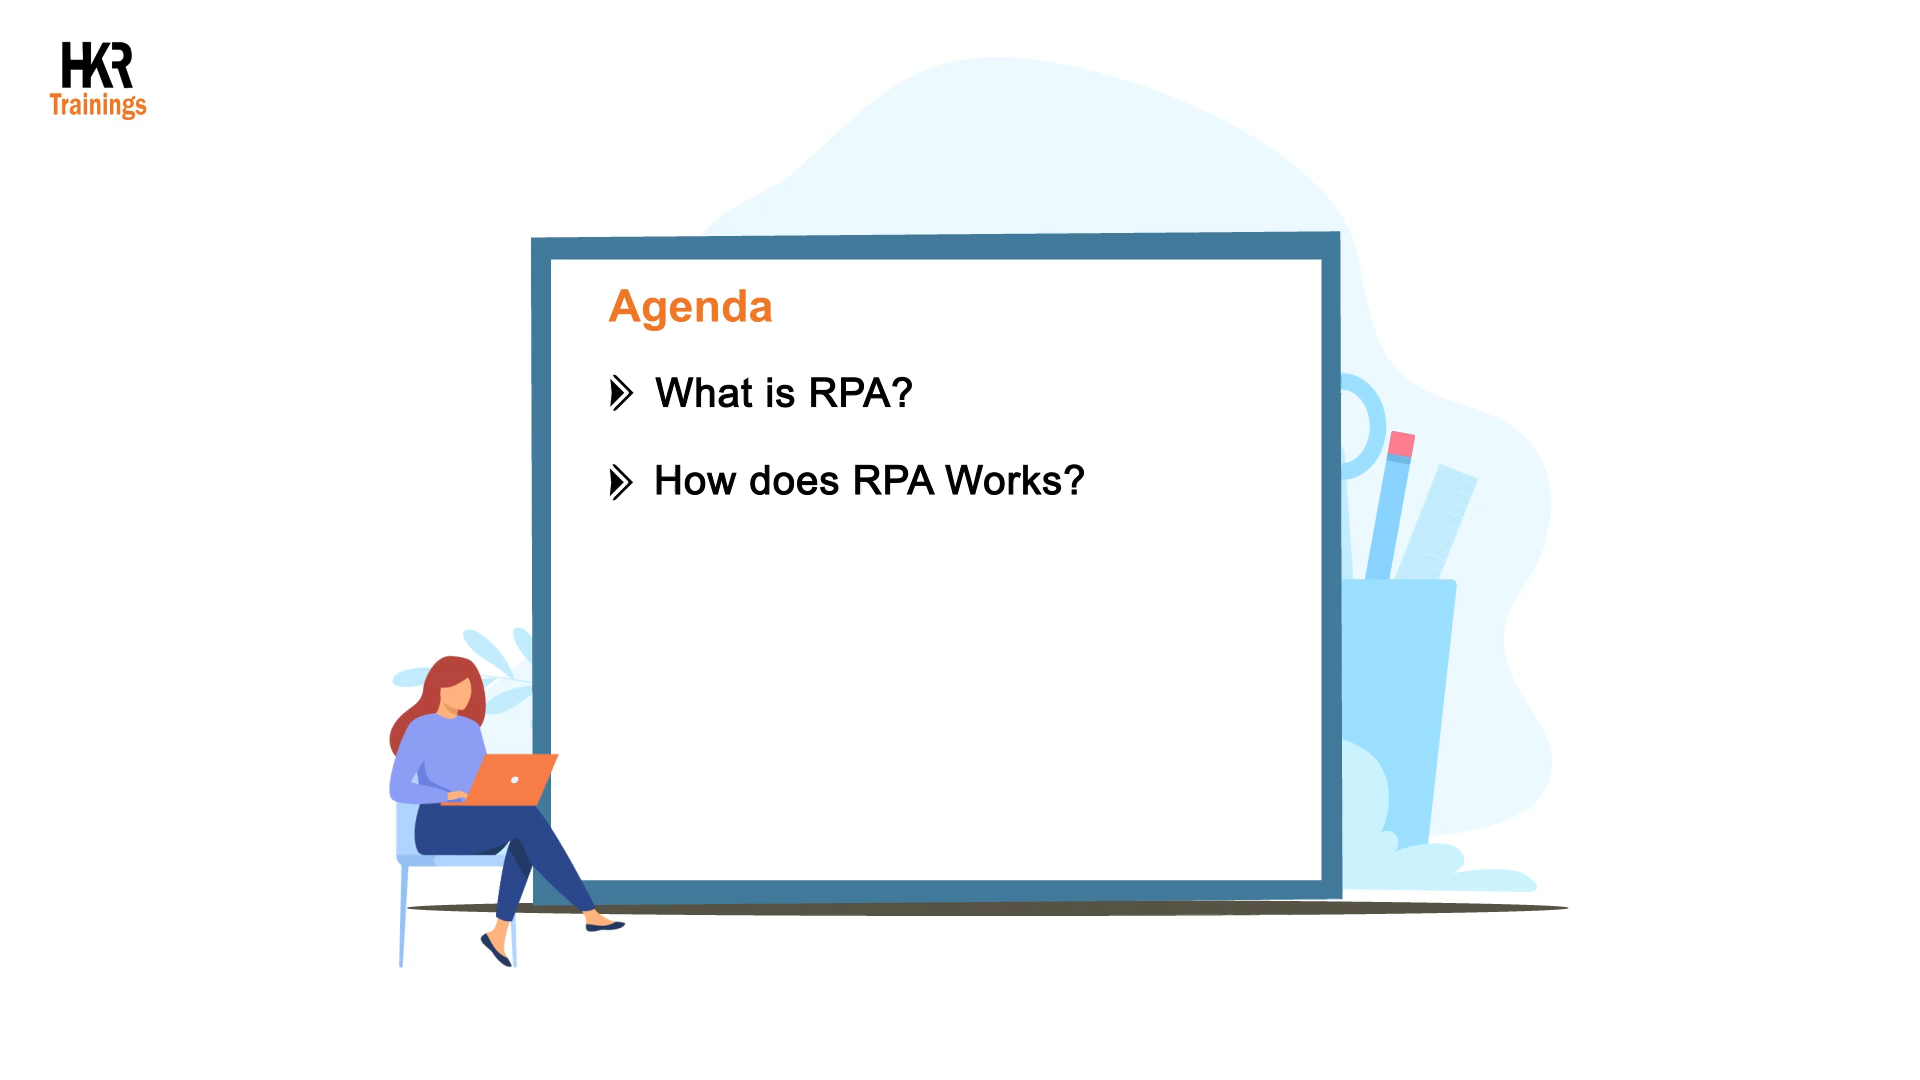 HKR
Trainings
Agenda
What is RPA?
How does RPA Works?